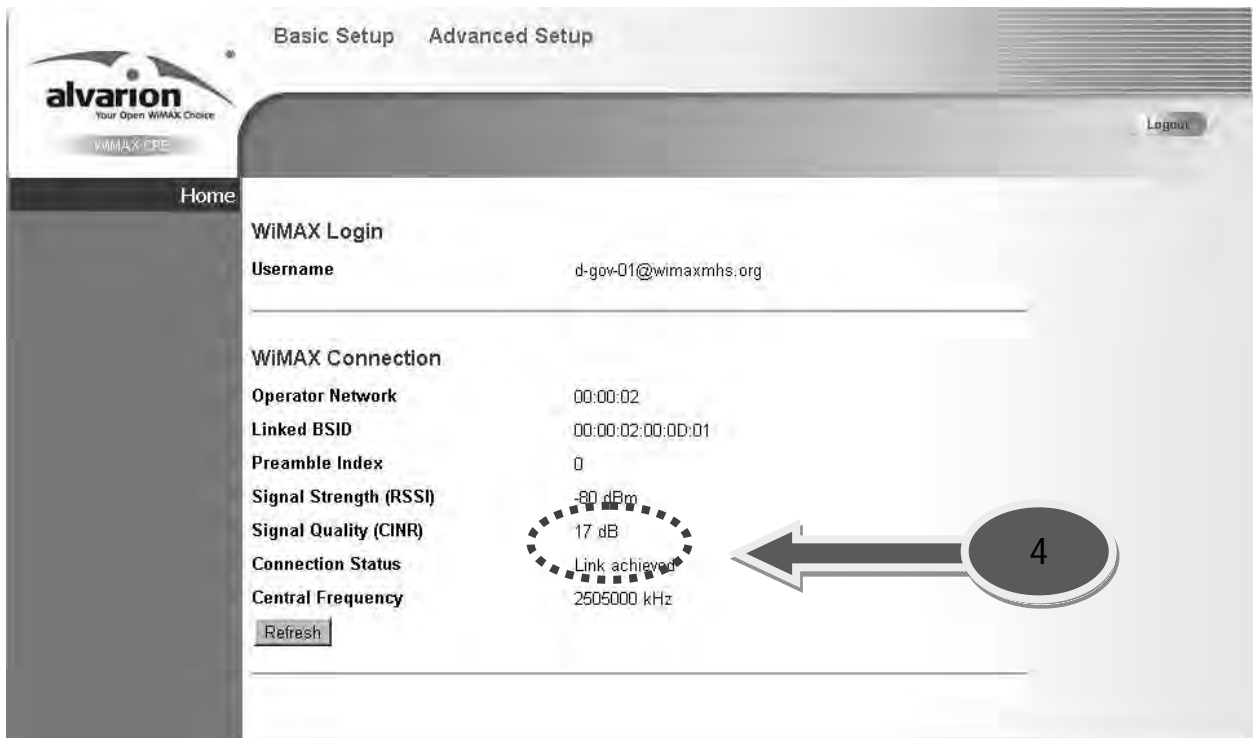 Basic Setup Advanced Setup
alvarion
Your Open WiMAX Choice
WiMAX CPE
Logout
Home
WiMAX Login
Username d-gov-01@wimaxmhs.org
WiMAX Connection
Operator Network 00:00:02
Linked BSID 00:00:02:00:0D:01
Preamble Index 0
Signal Strength (RSSI) -80 dBm
Signal Quality (CINR) 17 dB
Connection Status Link achieved
4
Central Frequency 2505000 kHz
Refresh